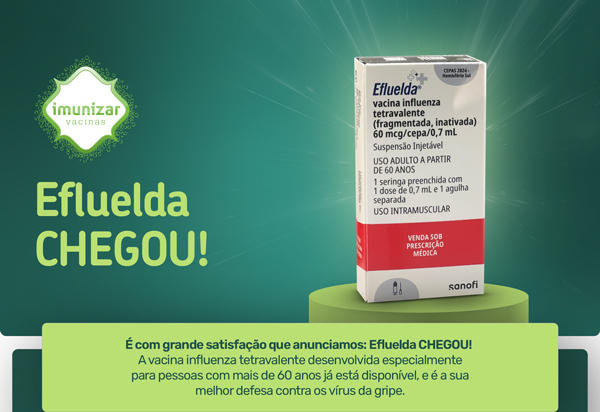 imunizar
vacinas
Efluelda
CHEGOU!
CEPAS 2024 -
Hemisfério Sul
Efluelda®
vacina influenza
tetravalente
(fragmentada, inativada)
60 mcg/cepa/0,7 mL
Suspensão Injetável
USO ADULTO A PARTIR
DE 60 ANOS
1 seringa preenchida com
1 dose de 0,7 mL e 1 agulha
separada
USO INTRAMUSCULAR
VENDA SOB
PRESCRIÇÃO
MÉDICA
sanofi
É com grande satisfação que anunciamos: Efluelda CHEGOU!
A vacina influenza tetravalente desenvolvida especialmente
para pessoas com mais de 60 anos já está disponível, e é a sua
melhor defesa contra os vírus da gripe.